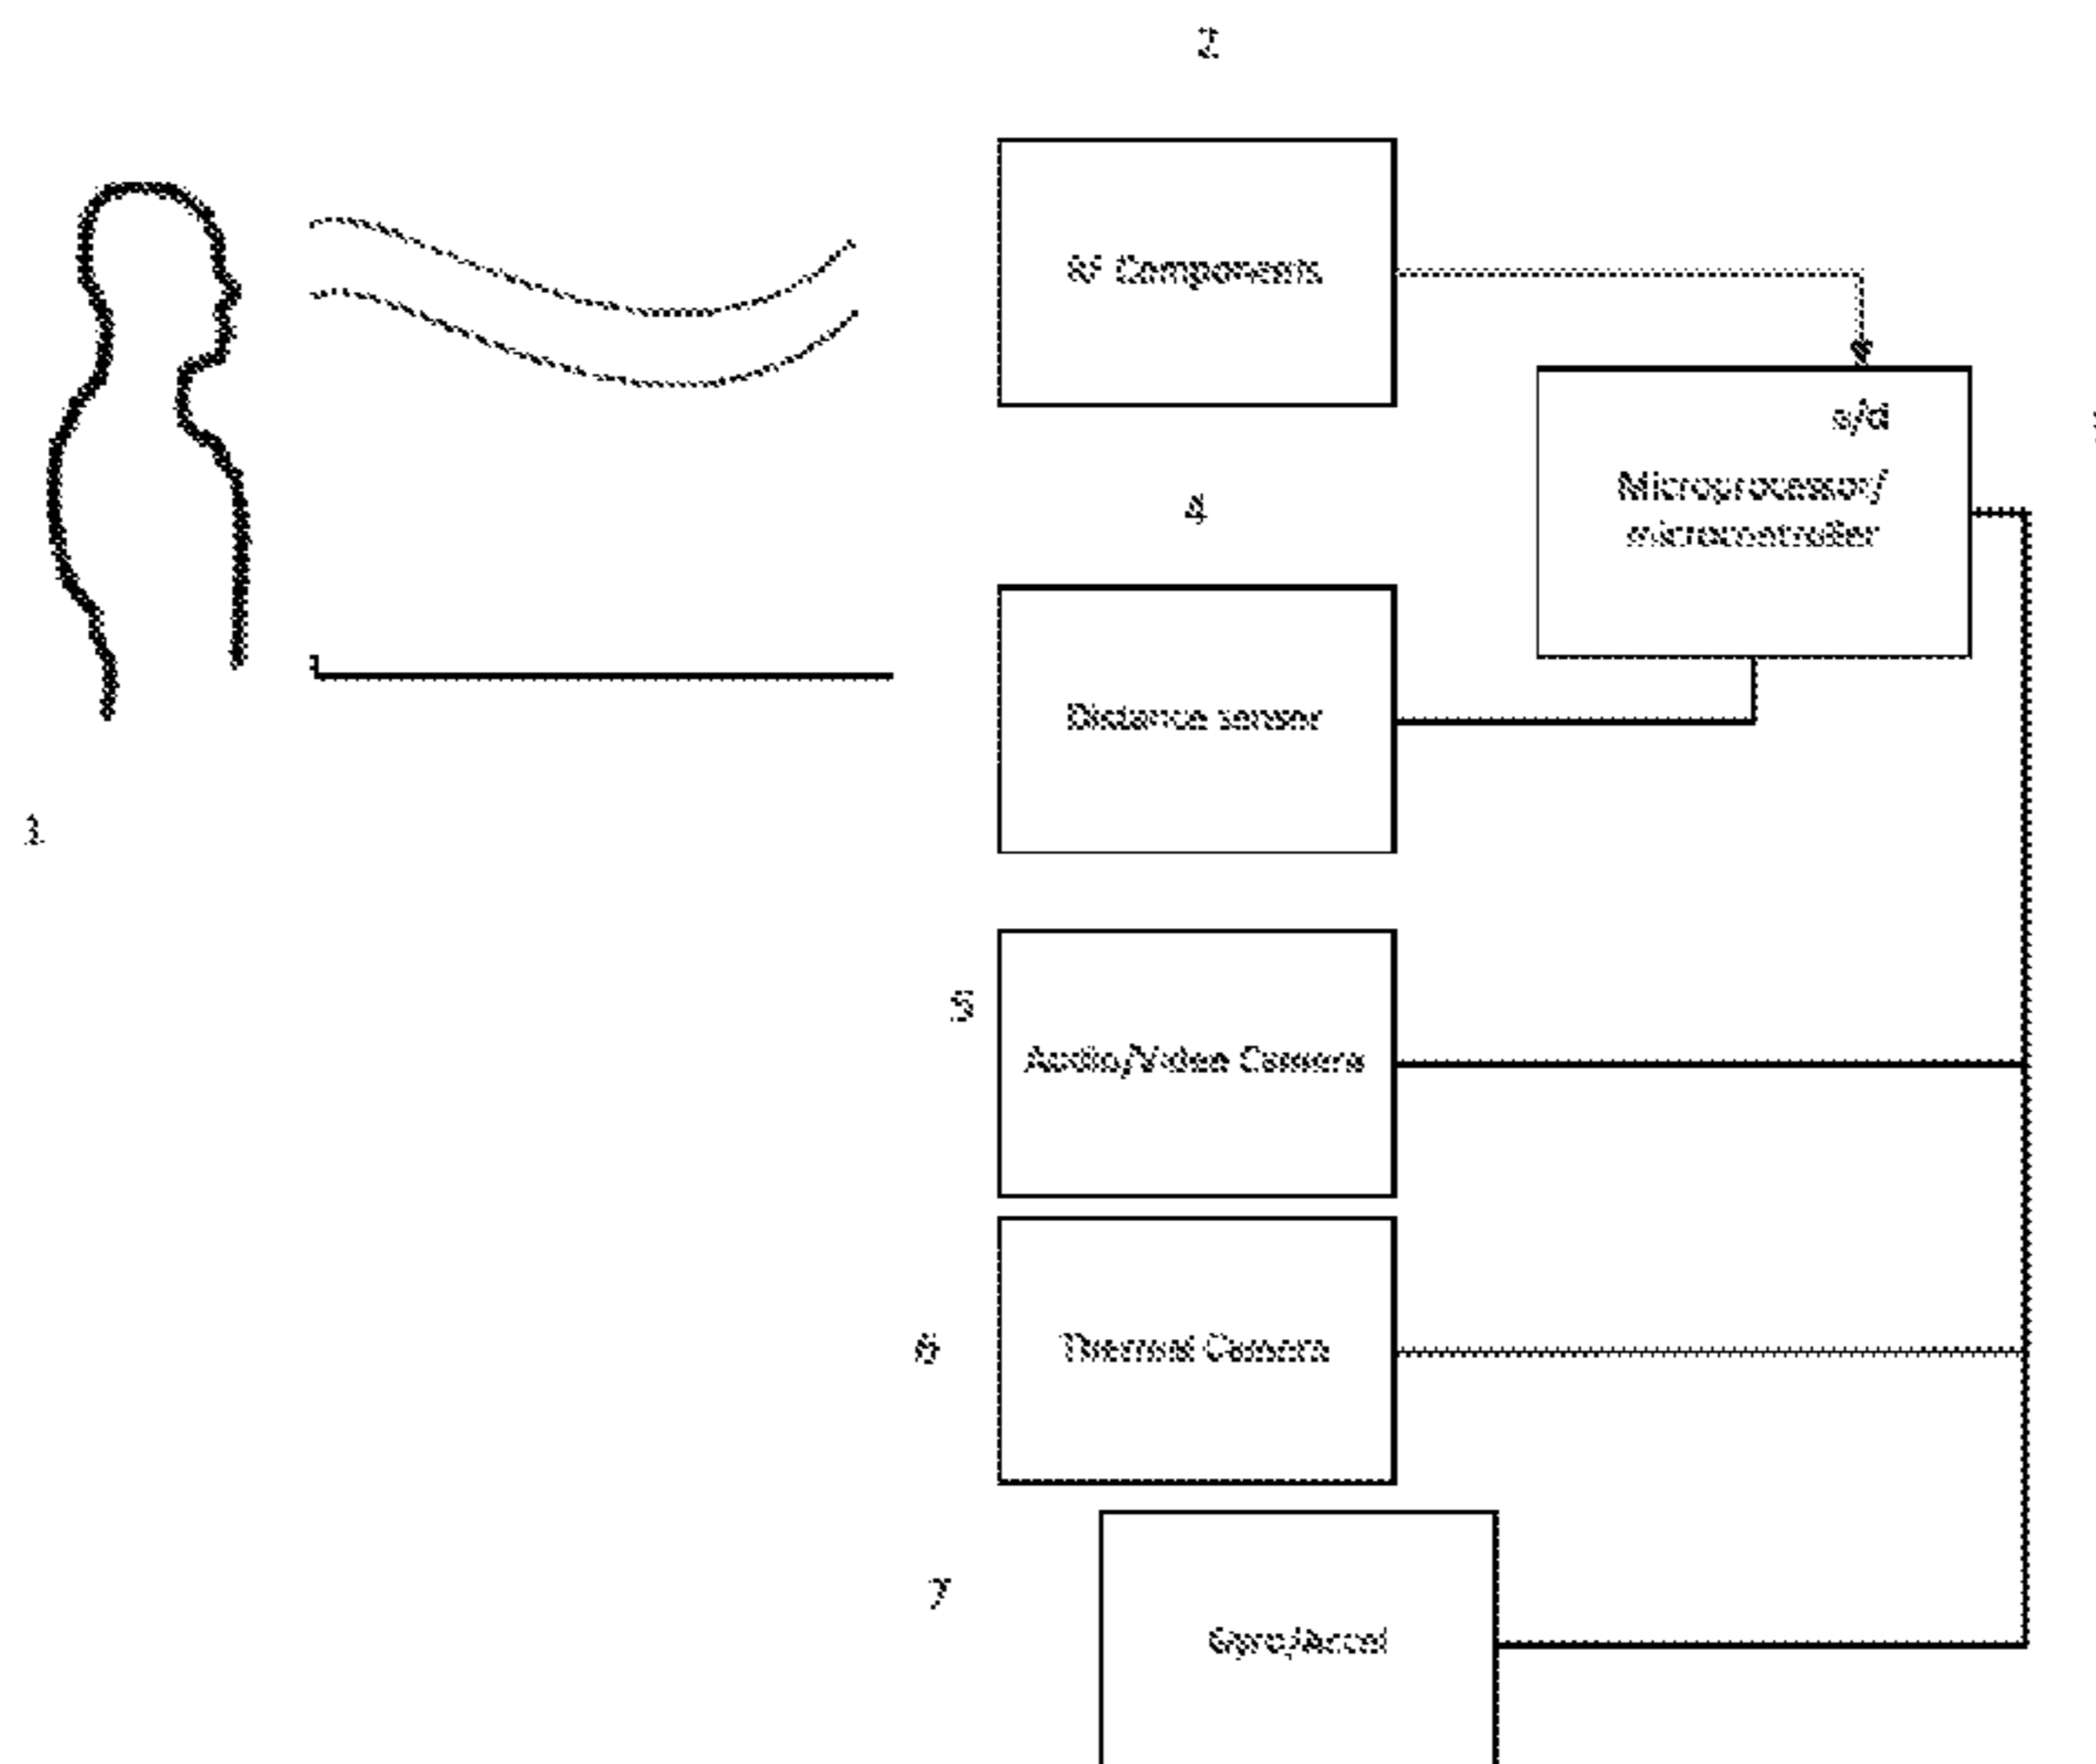 2
RF Components
a/d
Microprocessor/
microcontroller
4
Distance sensor
1
5
Audio/Video Camera
6
Thermal Camera
7
Gyro/Accel